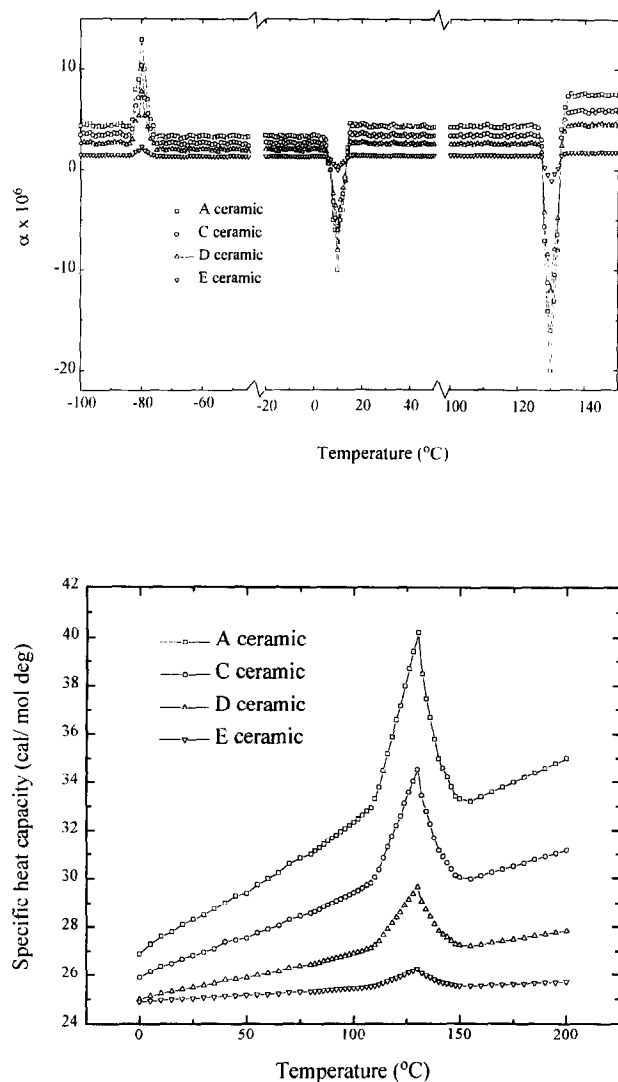 10
0
-10
-20
α x 10⁶
A ceramic
C ceramic
D ceramic
E ceramic
-100 -80 -60 -20 0 20 40 100 120 140
Temperature (°C)
42
40
38
36
34
32
30
28
26
24
Specific heat capacity (cal/ mol deg)
A ceramic
C ceramic
D ceramic
E ceramic
0 50 100 150 200
Temperature (°C)